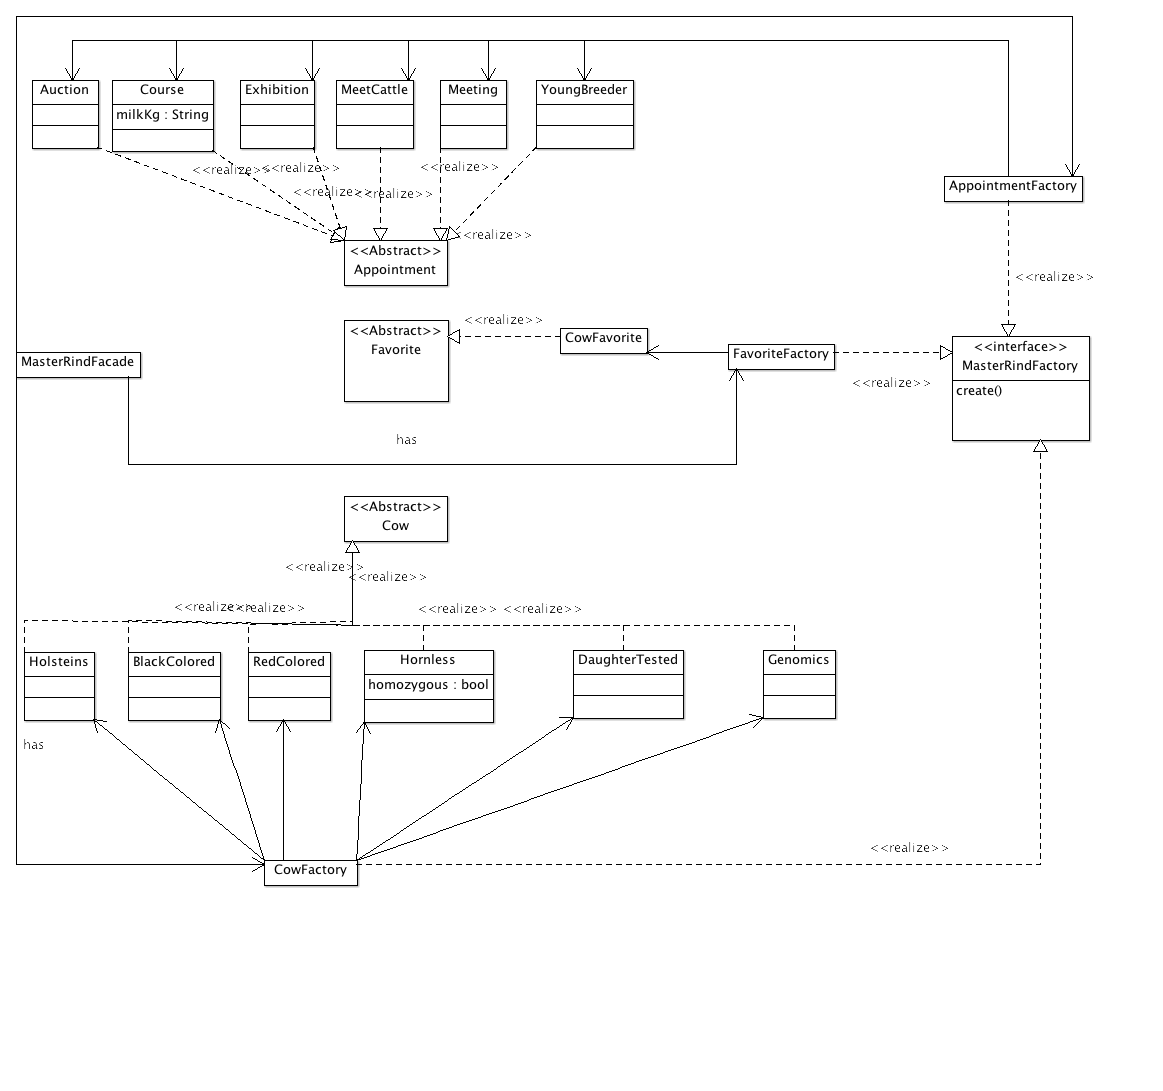 Auction
Course
Exhibition
MeetCattle
Meeting
YoungBreeder
milkKg : String
<<realize>>
<<realize>>
<<realize>>
<<realize>>
<<realize>>
AppointmentFactory
<<realize>>
<<Abstract>>
Appointment
<<realize>>
<<Abstract>>
Favorite
<<realize>>
CowFavorite
FavoriteFactory
<<interface>>
MasterRindFactory
create()
MasterRindFacade
<<realize>>
has
<<Abstract>>
Cow
<<realize>>
<<realize>>
<<realize>>
<<realize>>
<<realize>>
<<realize>>
Holsteins
BlackColored
RedColored
Hornless
DaughterTested
Genomics
homozygous : bool
has
<<realize>>
CowFactory